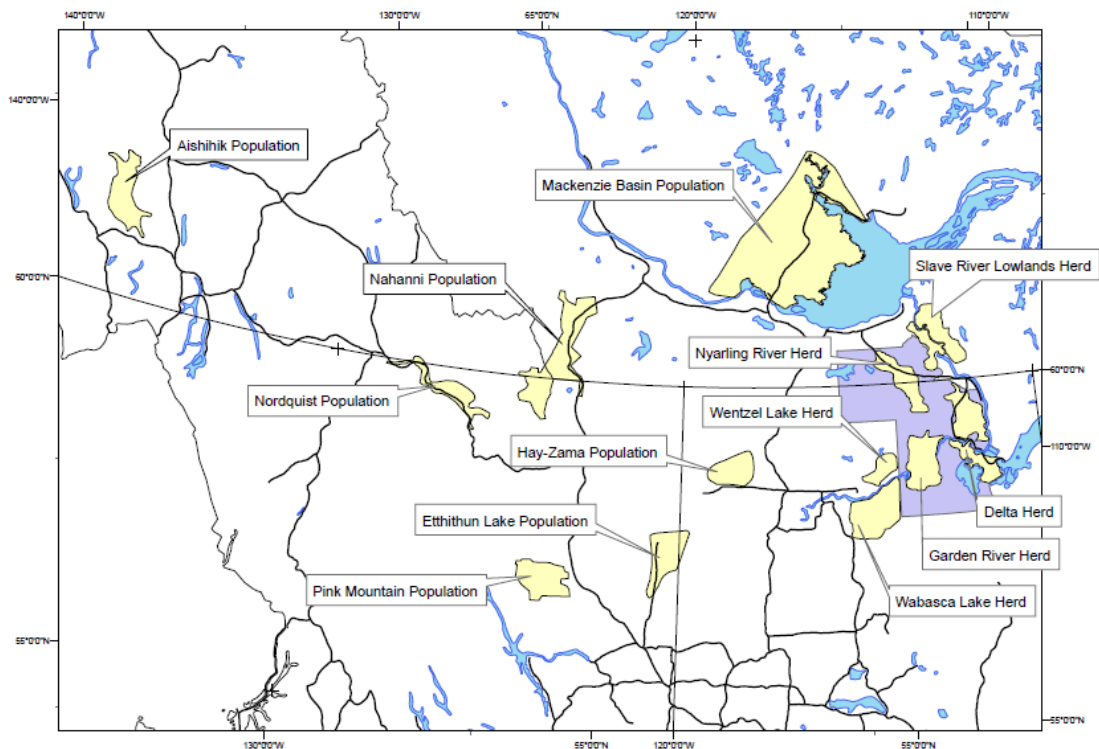 140°0'0"W
130°0'0"W
65°0'0"N
120°0'0"W
110°0'0"W
140°0'0"W
Aishihik Population
Mackenzie Basin Population
Slave River Lowlands Herd
60°0'0"N
Nahanni Population
Nyarling River Herd
60°0'0"N
Nordquist Population
Wentzel Lake Herd
110°0'0"W
Hay-Zama Population
Etthithun Lake Population
Delta Herd
Garden River Herd
Pink Mountain Population
Wabasca Lake Herd
55°0'0"N
55°0'0"N
130°0'0"W
55°0'0"N
120°0'0"W
55°0'0"N